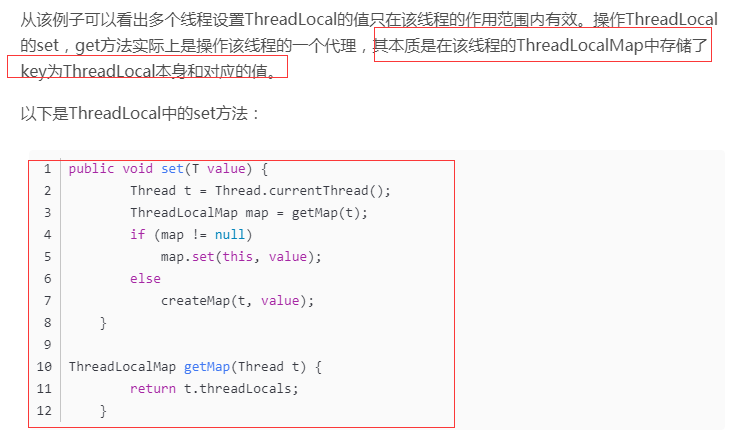 从该例子可以看出多个线程设置ThreadLocal的值只在该线程的作用范围内有效。操作ThreadLocal
的set，get方法实际上是操作该线程的一个代理，其本质是在该线程的ThreadLocalMap中存储了
key为ThreadLocal本身和对应的值。
以下是ThreadLocal中的set方法：
1 public void set(T value) {
2 Thread t = Thread.currentThread();
3 ThreadLocalMap map = getMap(t);
4 if (map != null)
5 map.set(this, value);
6 else
7 createMap(t, value);
8 }
9
10 ThreadLocalMap getMap(Thread t) {
11 return t.threadLocals;
12 }